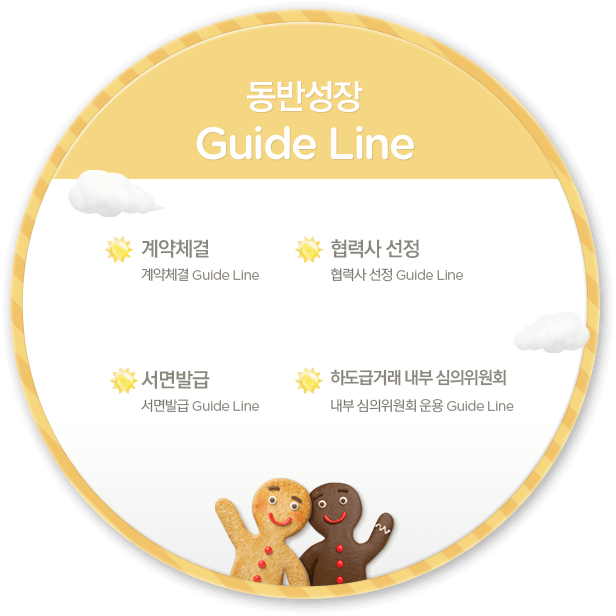 동반성장
Guide Line
계약체결
계약체결 Guide Line
협력사 선정
협력사 선정 Guide Line
서면발급
서면발급 Guide Line
하도급거래 내부 심의위원회
내부 심의위원회 운용 Guide Line